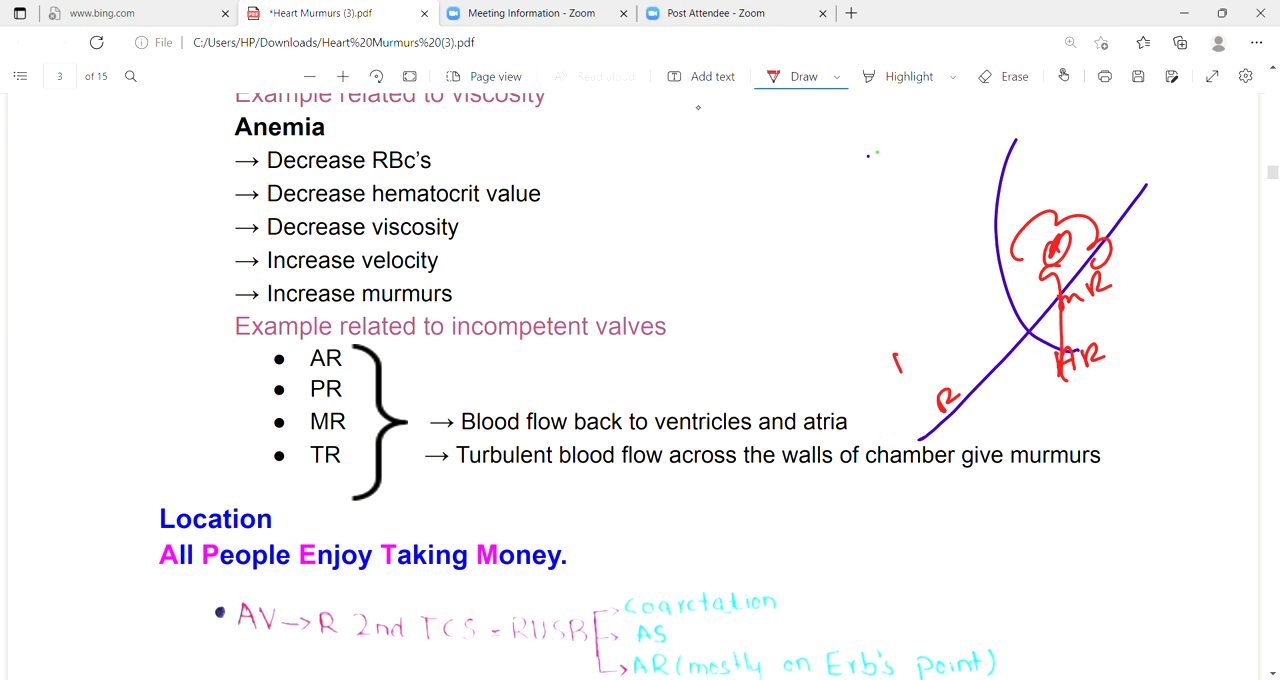 www.bing.com
*Heart Murmurs (3).pdf
Meeting Information - Zoom
Post Attendee - Zoom
File
C:/Users/HP/Downloads/Heart%20Murmurs%20(3).pdf
3 of 15
Page view
Read aloud
Add text
Draw
Highlight
Erase
Example related to viscosity
Anemia
→ Decrease RBc's
→ Decrease hematocrit value
→ Decrease viscosity
→ Increase velocity
→ Increase murmurs
Example related to incompetent valves
● AR
● PR
● MR → Blood flow back to ventricles and atria
● TR → Turbulent blood flow across the walls of chamber give murmurs
MR
AR
R
Location
All People Enjoy Taking Money.
• AV → R 2nd ICS = RUSB
→ Coarctation
→ AS
→ AR (mostly on Erb's point)